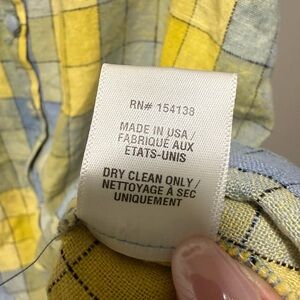 RN# 154138
MADE IN USA /
FABRIQUE AUX
ETATS-UNIS
DRY CLEAN ONLY /
NETTOYAGE À SEC
UNIQUEMENT